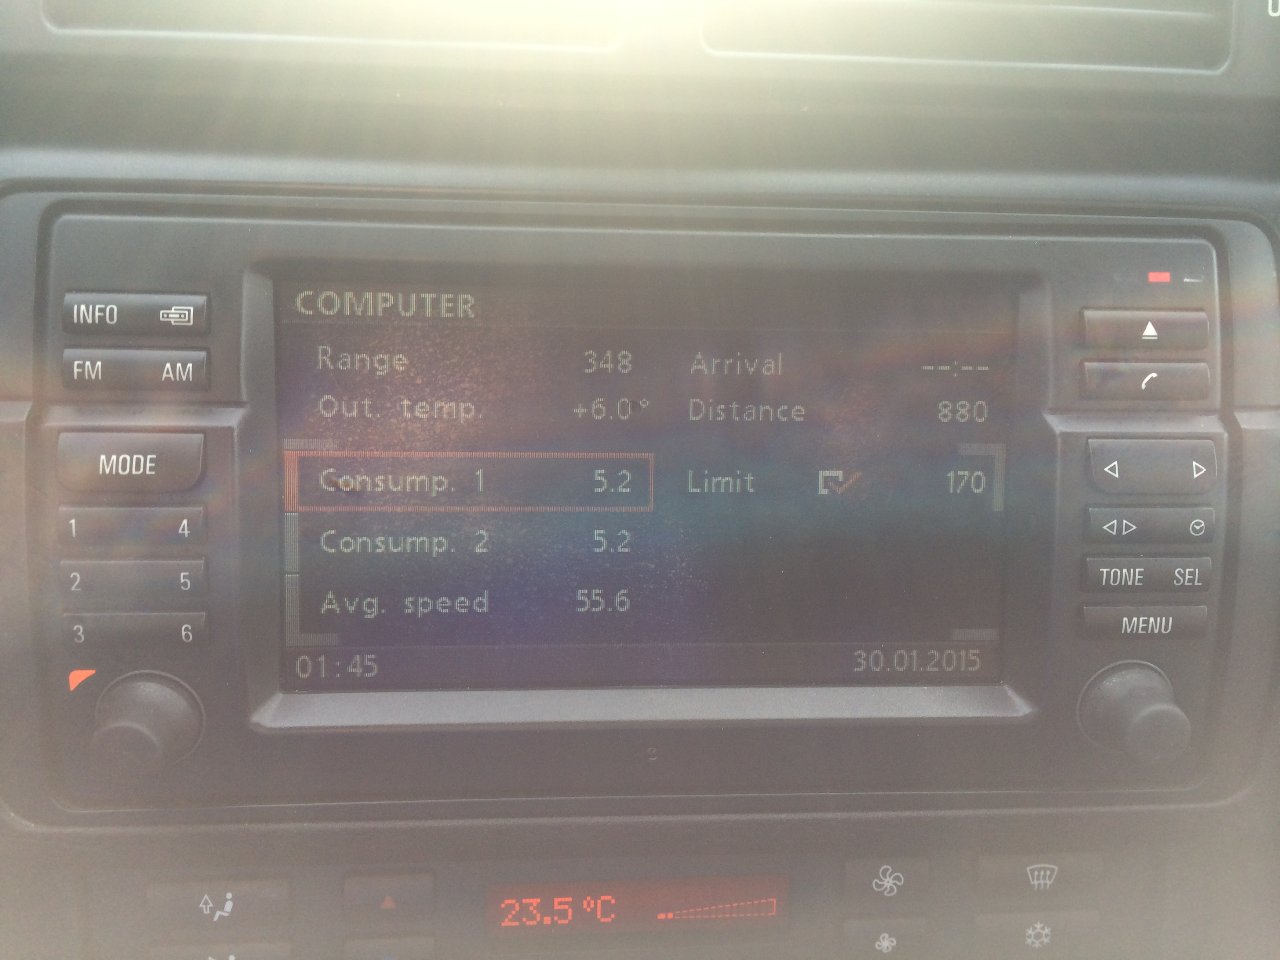 COMPUTER
INFO
FM AM
MODE
1 4
2 5
3 6
Range 348 Arrival --:--
Out. temp. +6.0° Distance 880
Consump. 1 5.2 Limit 170
Consump. 2 5.2
Avg. speed 55.6
01:45 30.01.2015
TONE SEL
MENU
23.5 °C